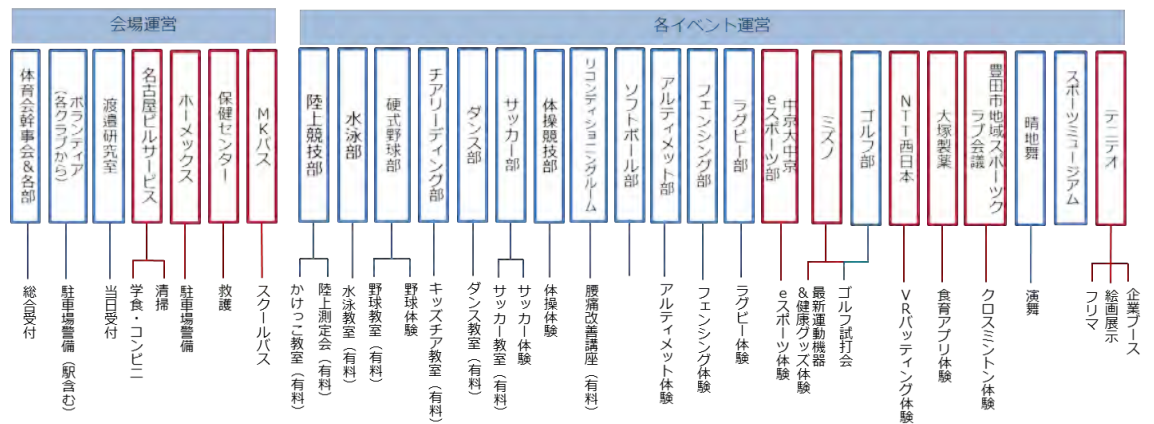 会場運営
各イベント運営
体育会幹事会&各部
ボランティア
(各クラブから)
渡邉研究室
名古屋ビルサービス
ホーメックス
保健センター
MKバス
陸上競技部
水泳部
硬式野球部
チアリーディング部
ダンス部
サッカー部
体操競技部
リコンディショニングルーム
ソフトボール部
アルティメット部
フェンシング部
ラグビー部
中京大中京
eスポーツ部
ミズノ
ゴルフ部
NTT西日本
大塚製薬
豊田市地域スポーツク
ラブ会議
晴地舞
スポーツミュージアム
テニテオ
総合受付
駐車場警備(駅含む)
当日受付
学食・コンビニ
清掃
駐車場警備
救護
スクールバス
かけっこ教室(有料)
陸上測定会(有料)
水泳教室(有料)
野球教室(有料)
野球体験
キッズチア教室(有料)
ダンス教室(有料)
サッカー教室(有料)
サッカー体験
体操体験
腰痛改善講座(有料)
アルティメット体験
フェンシング体験
ラグビー体験
eスポーツ体験
最新運動機器
&健康グッズ体験
ゴルフ試打会
VRバッティング体験
食育アプリ体験
クロスミントン体験
演舞
フリマ
絵画展示
企業ブース